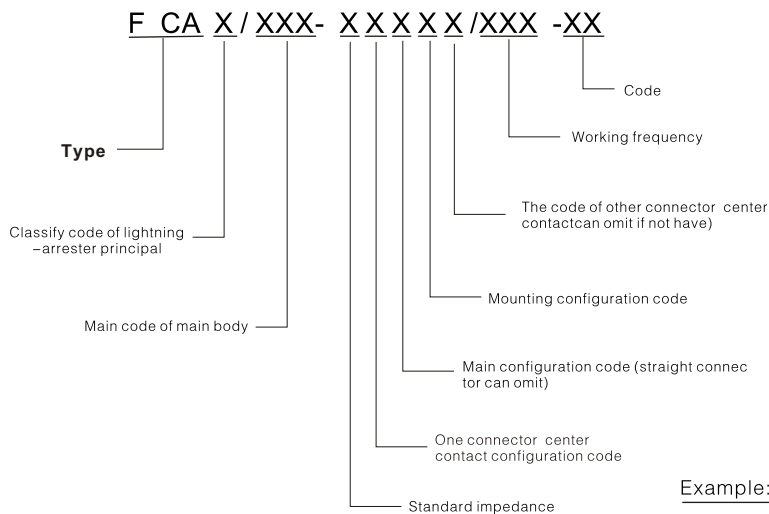 F CA X / XXX- X X X X X /XXX -XX
Code
Working frequency
Type
The code of other connector center
contactcan omit if not have)
Classify code of lightning
–arrester principal
Mounting configuration code
Main code of main body
Main configuration code (straight connec
tor can omit)
One connector center
contact configuration code
Example:
Standard impedance